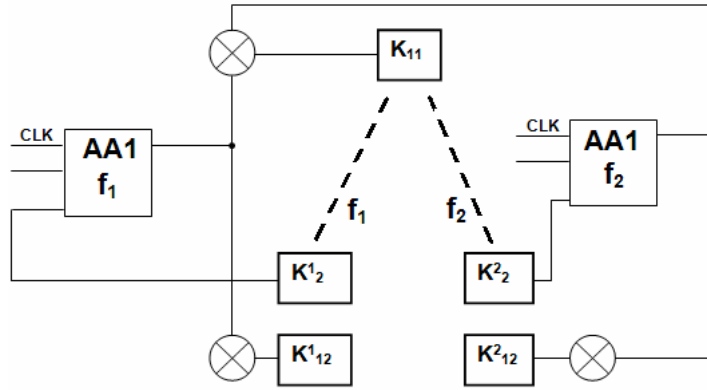 K₁₁
CLK
AA1
f₁
CLK
AA1
f₂
f₁
f₂
K¹₂
K²₂
K¹₁₂
K²₁₂